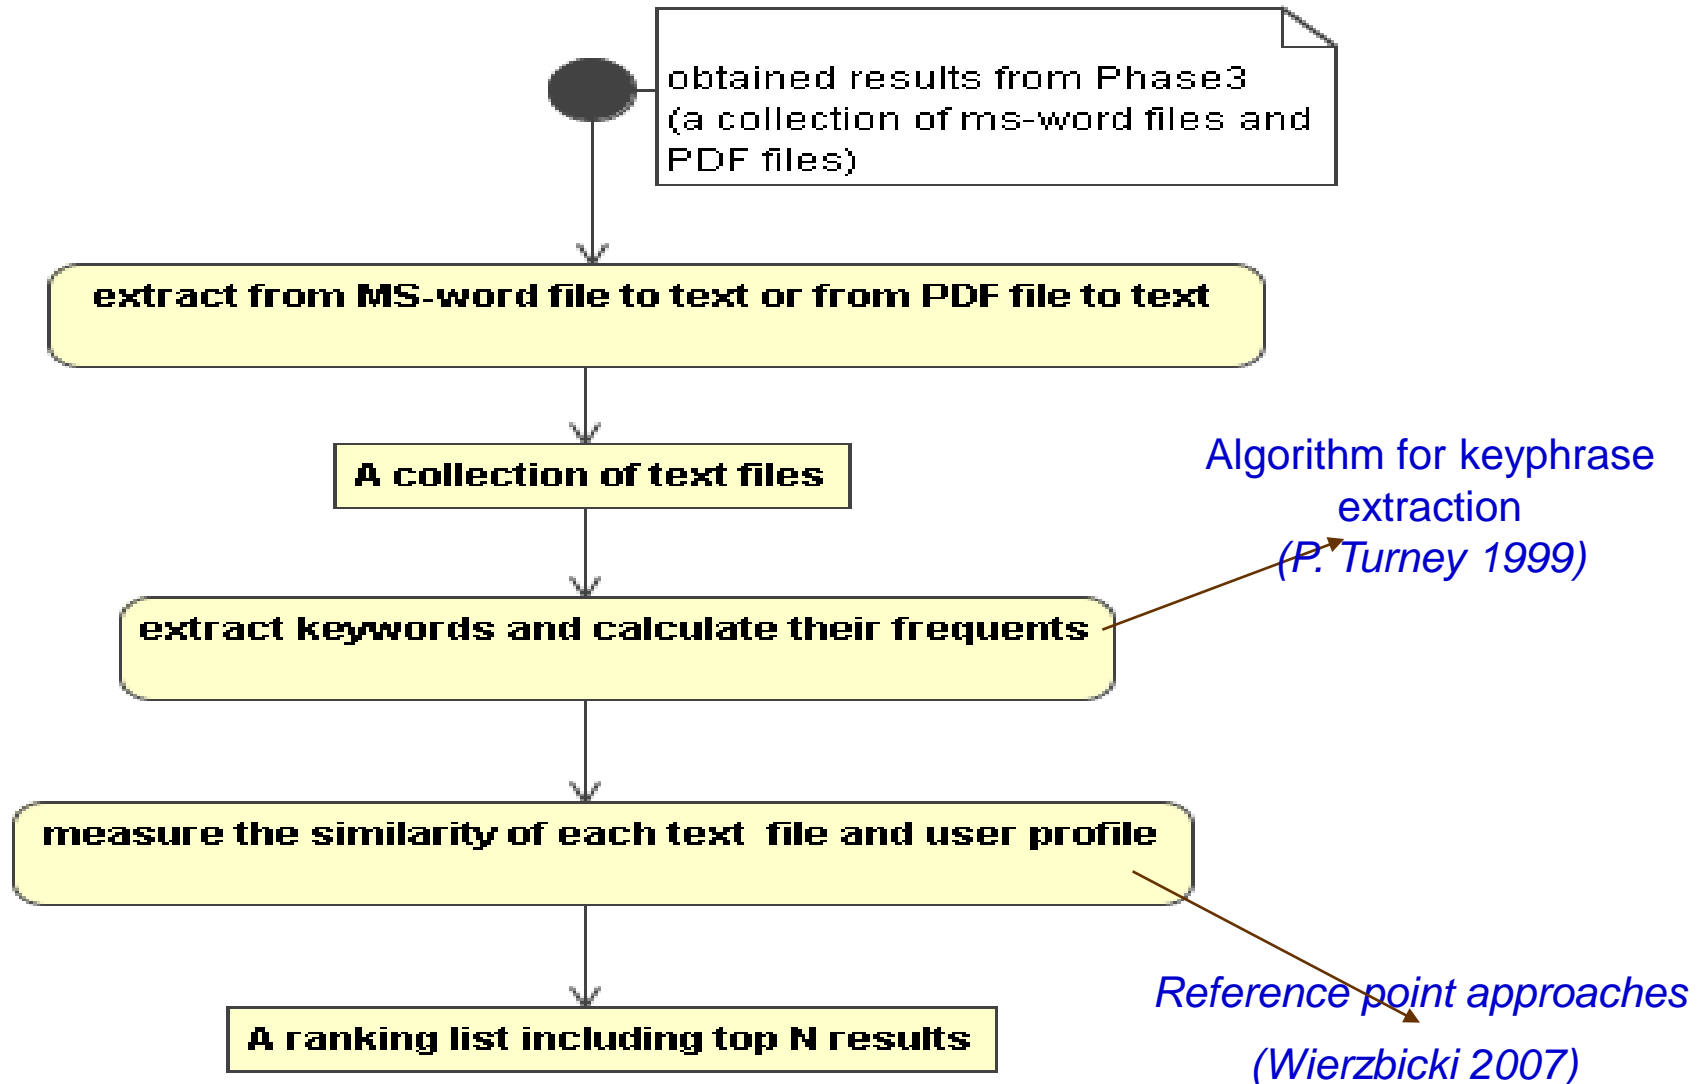 obtained results from Phase3
(a collection of ms-word files and
PDF files)
extract from MS-word file to text or from PDF file to text
A collection of text files
Algorithm for keyphrase
extraction
(P. Turney 1999)
extract keywords and calculate their frequents
measure the similarity of each text  file and user profile
Reference point approaches
(Wierzbicki 2007)
A ranking list including top N results